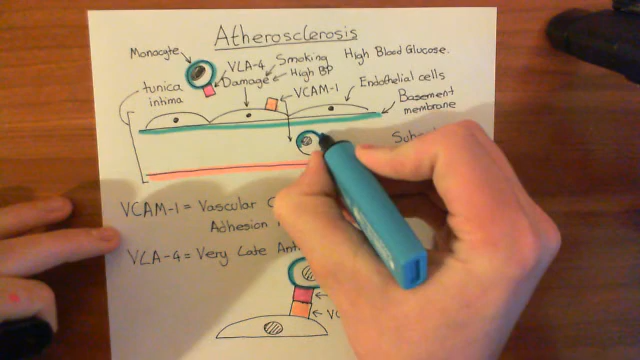 Atherosclerosis
Monocyte
VLA-4
Smoking
High Blood Glucose.
Damage
High BP
VCAM-1
Endothelial cells
tunica
intima
Basement
membrane
VCAM-1 = Vascular
Adhesion
VLA-4 = Very Late